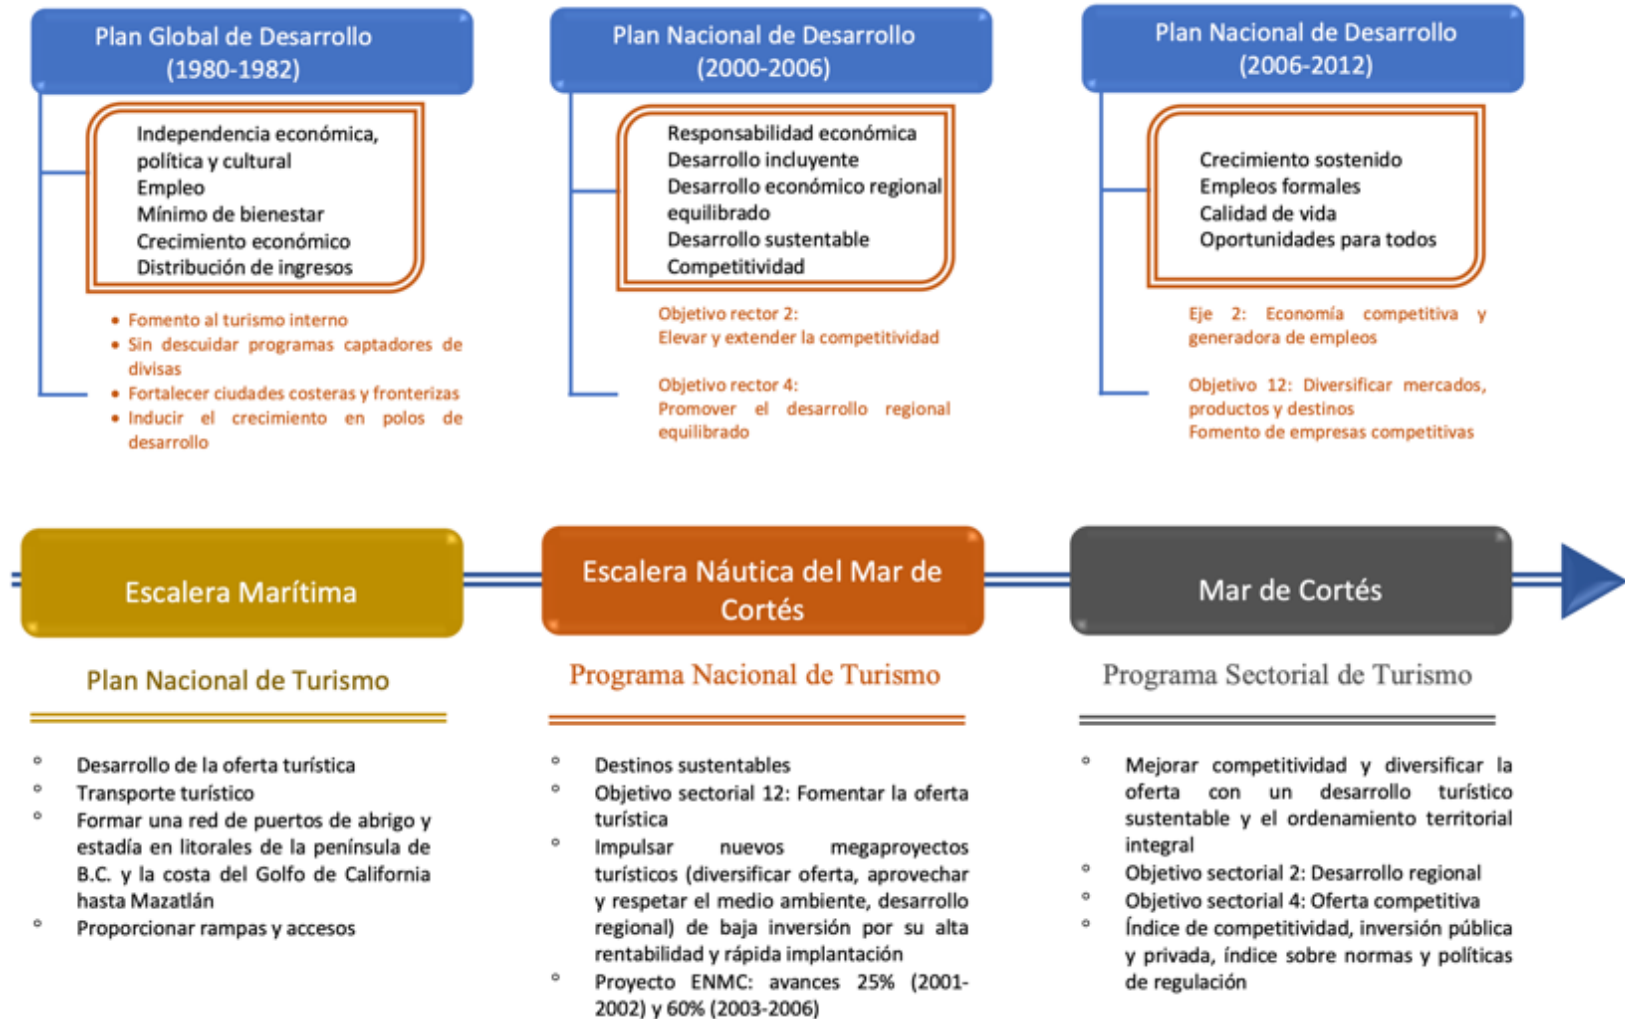 Plan Global de Desarrollo
(1980-1982)
Independencia económica,
política y cultural
Empleo
Mínimo de bienestar
Crecimiento económico
Distribución de ingresos
• Fomento al turismo interno
• Sin descuidar programas captadores de
divisas
• Fortalecer ciudades costeras y fronterizas
• Inducir el crecimiento en polos de
desarrollo
Plan Nacional de Desarrollo
(2000-2006)
Responsabilidad económica
Desarrollo incluyente
Desarrollo económico regional
equilibrado
Desarrollo sustentable
Competitividad
Objetivo rector 2:
Elevar y extender la competitividad
Objetivo rector 4:
Promover el desarrollo regional
equilibrado
Plan Nacional de Desarrollo
(2006-2012)
Crecimiento sostenido
Empleos formales
Calidad de vida
Oportunidades para todos
Eje 2: Economía competitiva y
generadora de empleos
Objetivo 12: Diversificar mercados,
productos y destinos
Fomento de empresas competitivas
Escalera Marítima
Plan Nacional de Turismo
° Desarrollo de la oferta turística
° Transporte turístico
° Formar una red de puertos de abrigo y
estadía en litorales de la península de
B.C. y la costa del Golfo de California
hasta Mazatlán
° Proporcionar rampas y accesos
Escalera Náutica del Mar de
Cortés
Programa Nacional de Turismo
° Destinos sustentables
° Objetivo sectorial 12: Fomentar la oferta
turística
° Impulsar nuevos megaproyectos
turísticos (diversificar oferta, aprovechar
y respetar el medio ambiente, desarrollo
regional) de baja inversión por su alta
rentabilidad y rápida implantación
° Proyecto ENMC: avances 25% (2001-
2002) y 60% (2003-2006)
Mar de Cortés
Programa Sectorial de Turismo
° Mejorar competitividad y diversificar la
oferta con un desarrollo turístico
sustentable y el ordenamiento territorial
integral
° Objetivo sectorial 2: Desarrollo regional
° Objetivo sectorial 4: Oferta competitiva
° Índice de competitividad, inversión pública
y privada, índice sobre normas y políticas
de regulación